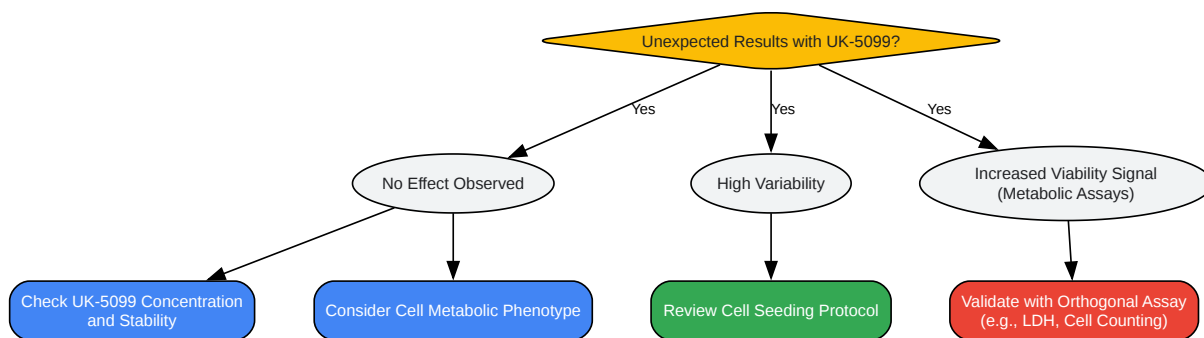 Unexpected Results with UK-5099?
Yes
Yes
Yes
No Effect Observed
High Variability
Increased Viability Signal
(Metabolic Assays)
Check UK-5099 Concentration
and Stability
Consider Cell Metabolic Phenotype
Review Cell Seeding Protocol
Validate with Orthogonal Assay
(e.g., LDH, Cell Counting)